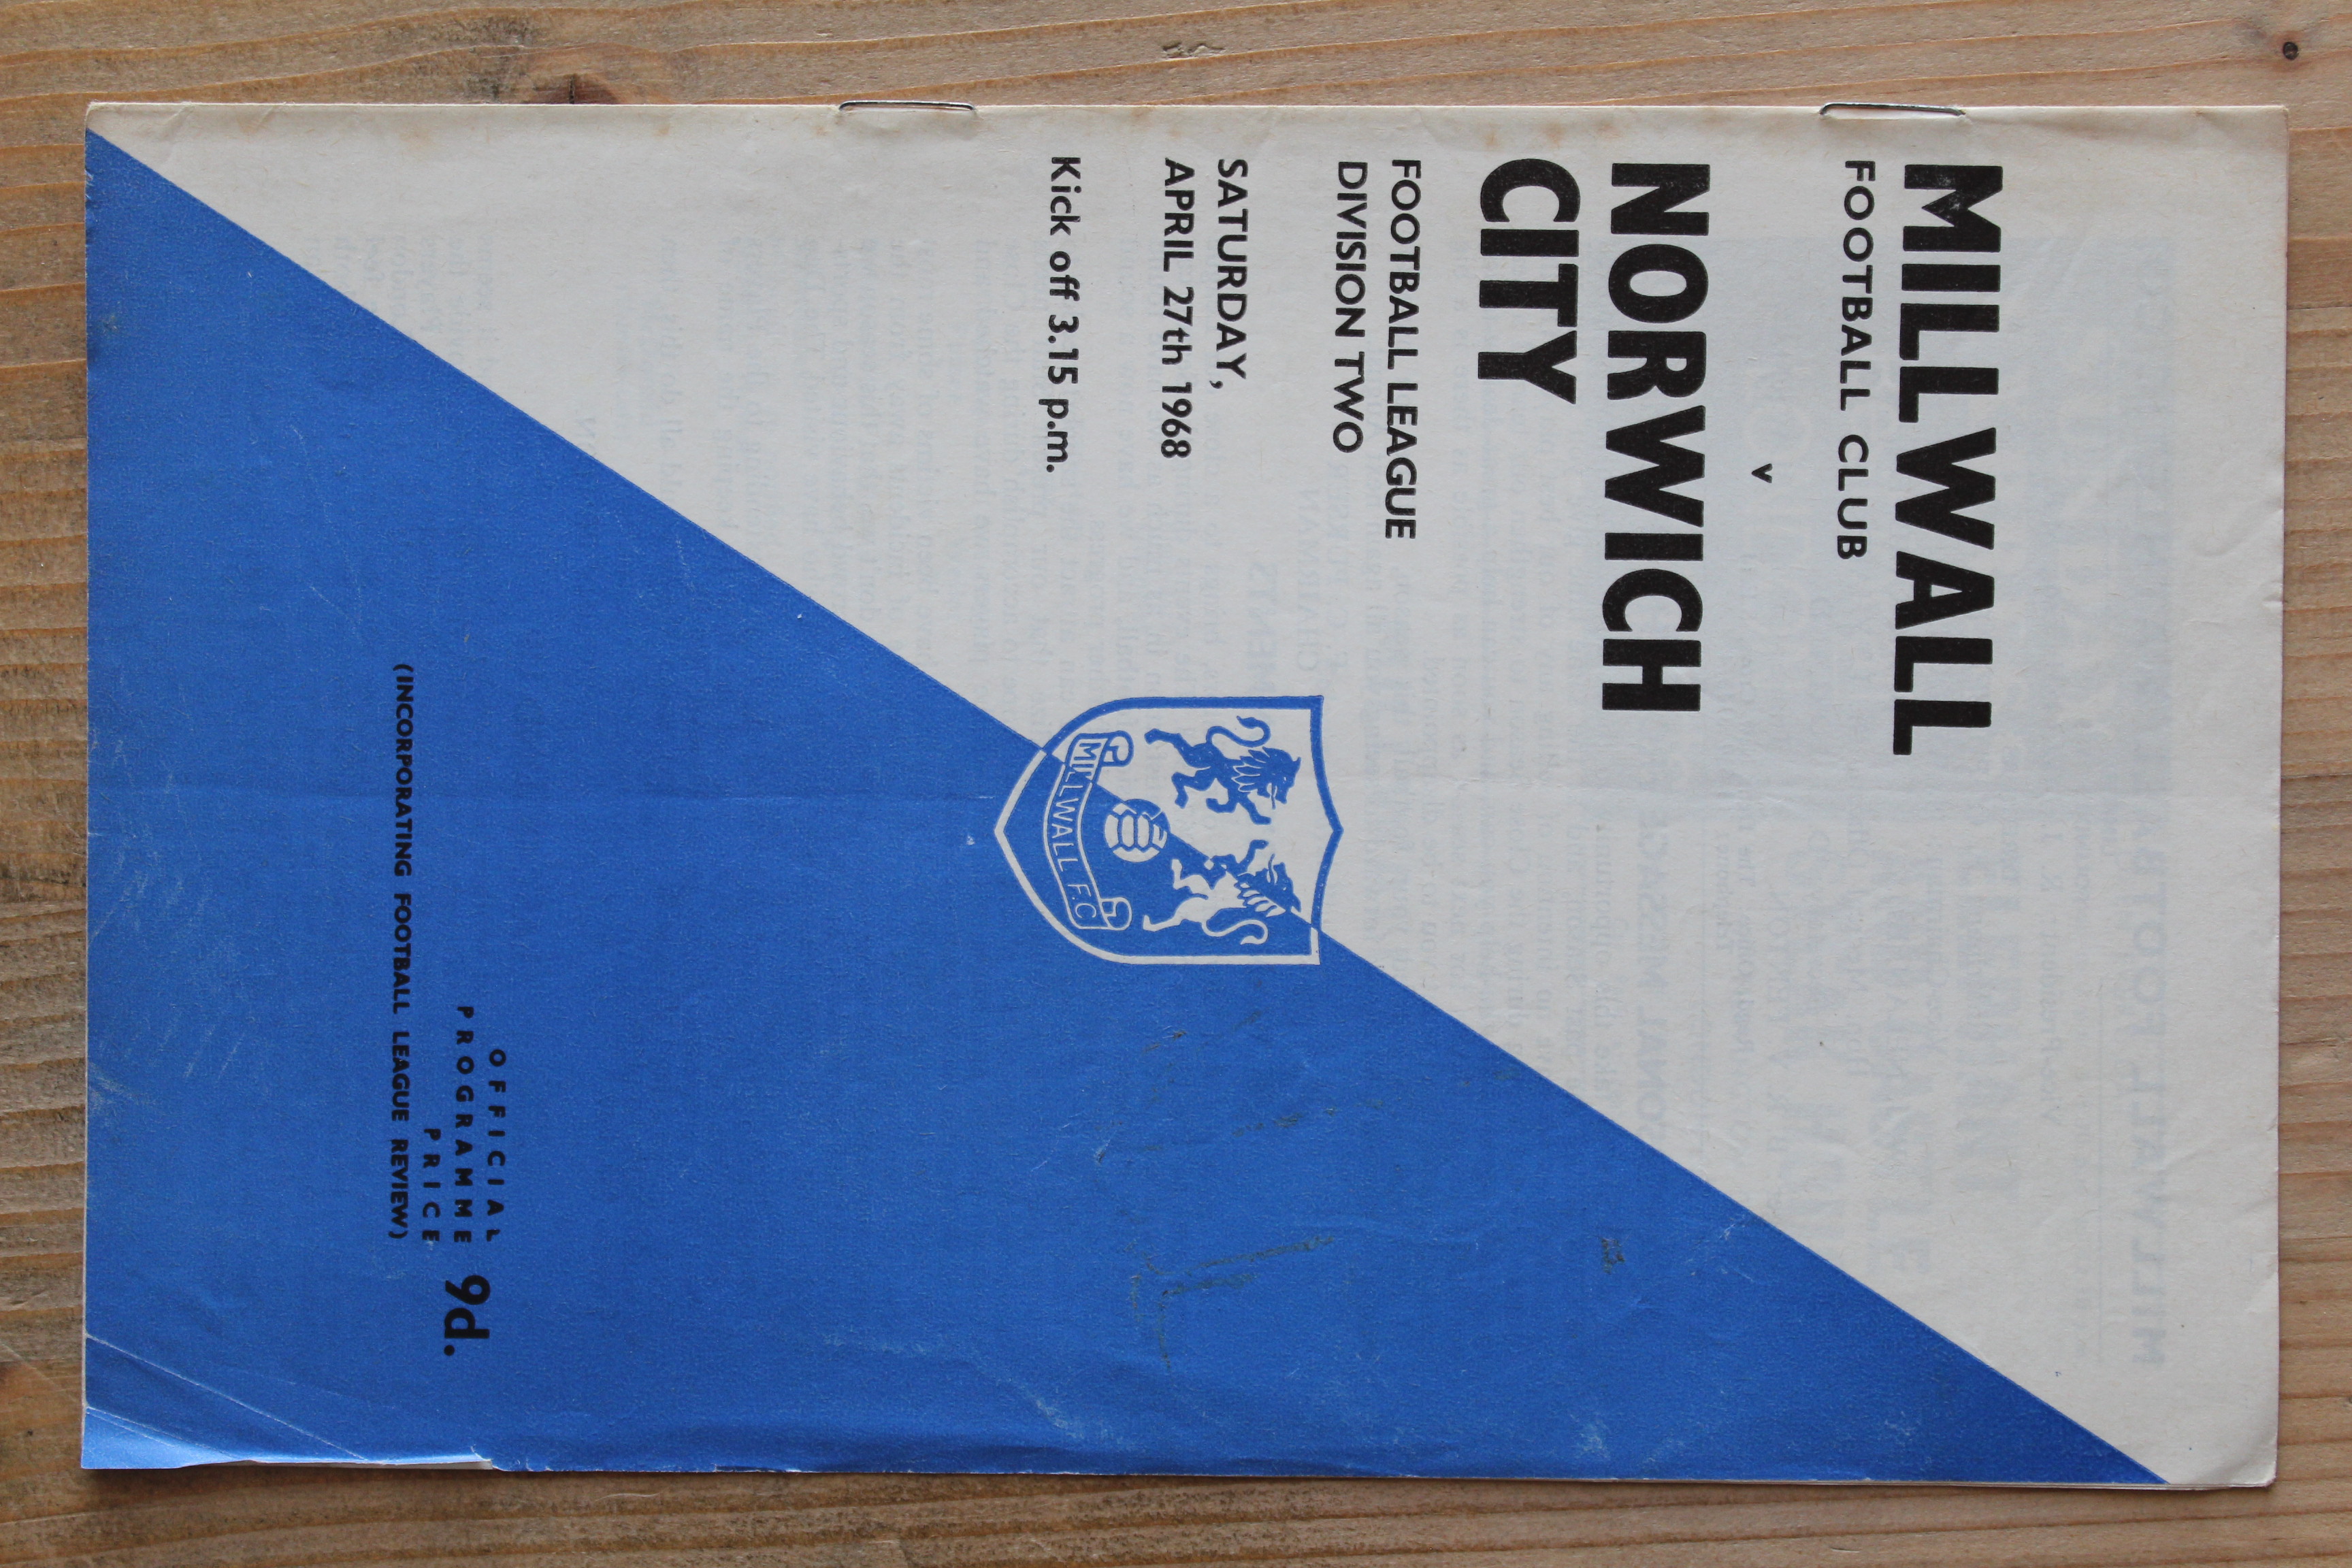 MILLWALL
FOOTBALL CLUB
v
NORWICH
CITY
FOOTBALL LEAGUE
DIVISION TWO
SATURDAY,
APRIL 27th 1968
Kick off 3.15 p.m.
MILLWALL F.C
OFFICIAL
PROGRAMME
PRICE 9d.
(INCORPORATING FOOTBALL LEAGUE REVIEW)